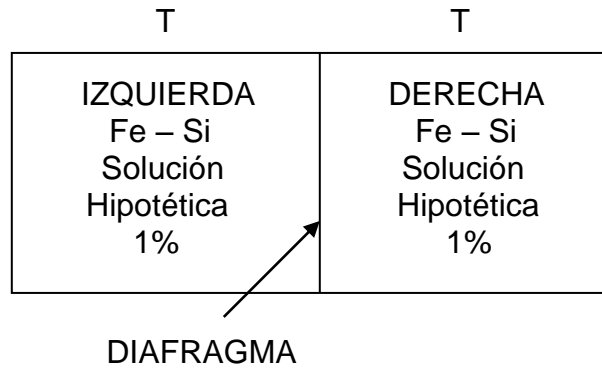 T
T
IZQUIERDA
Fe – Si
Solución
Hipotética
1%
DERECHA
Fe – Si
Solución
Hipotética
1%
DIAFRAGMA